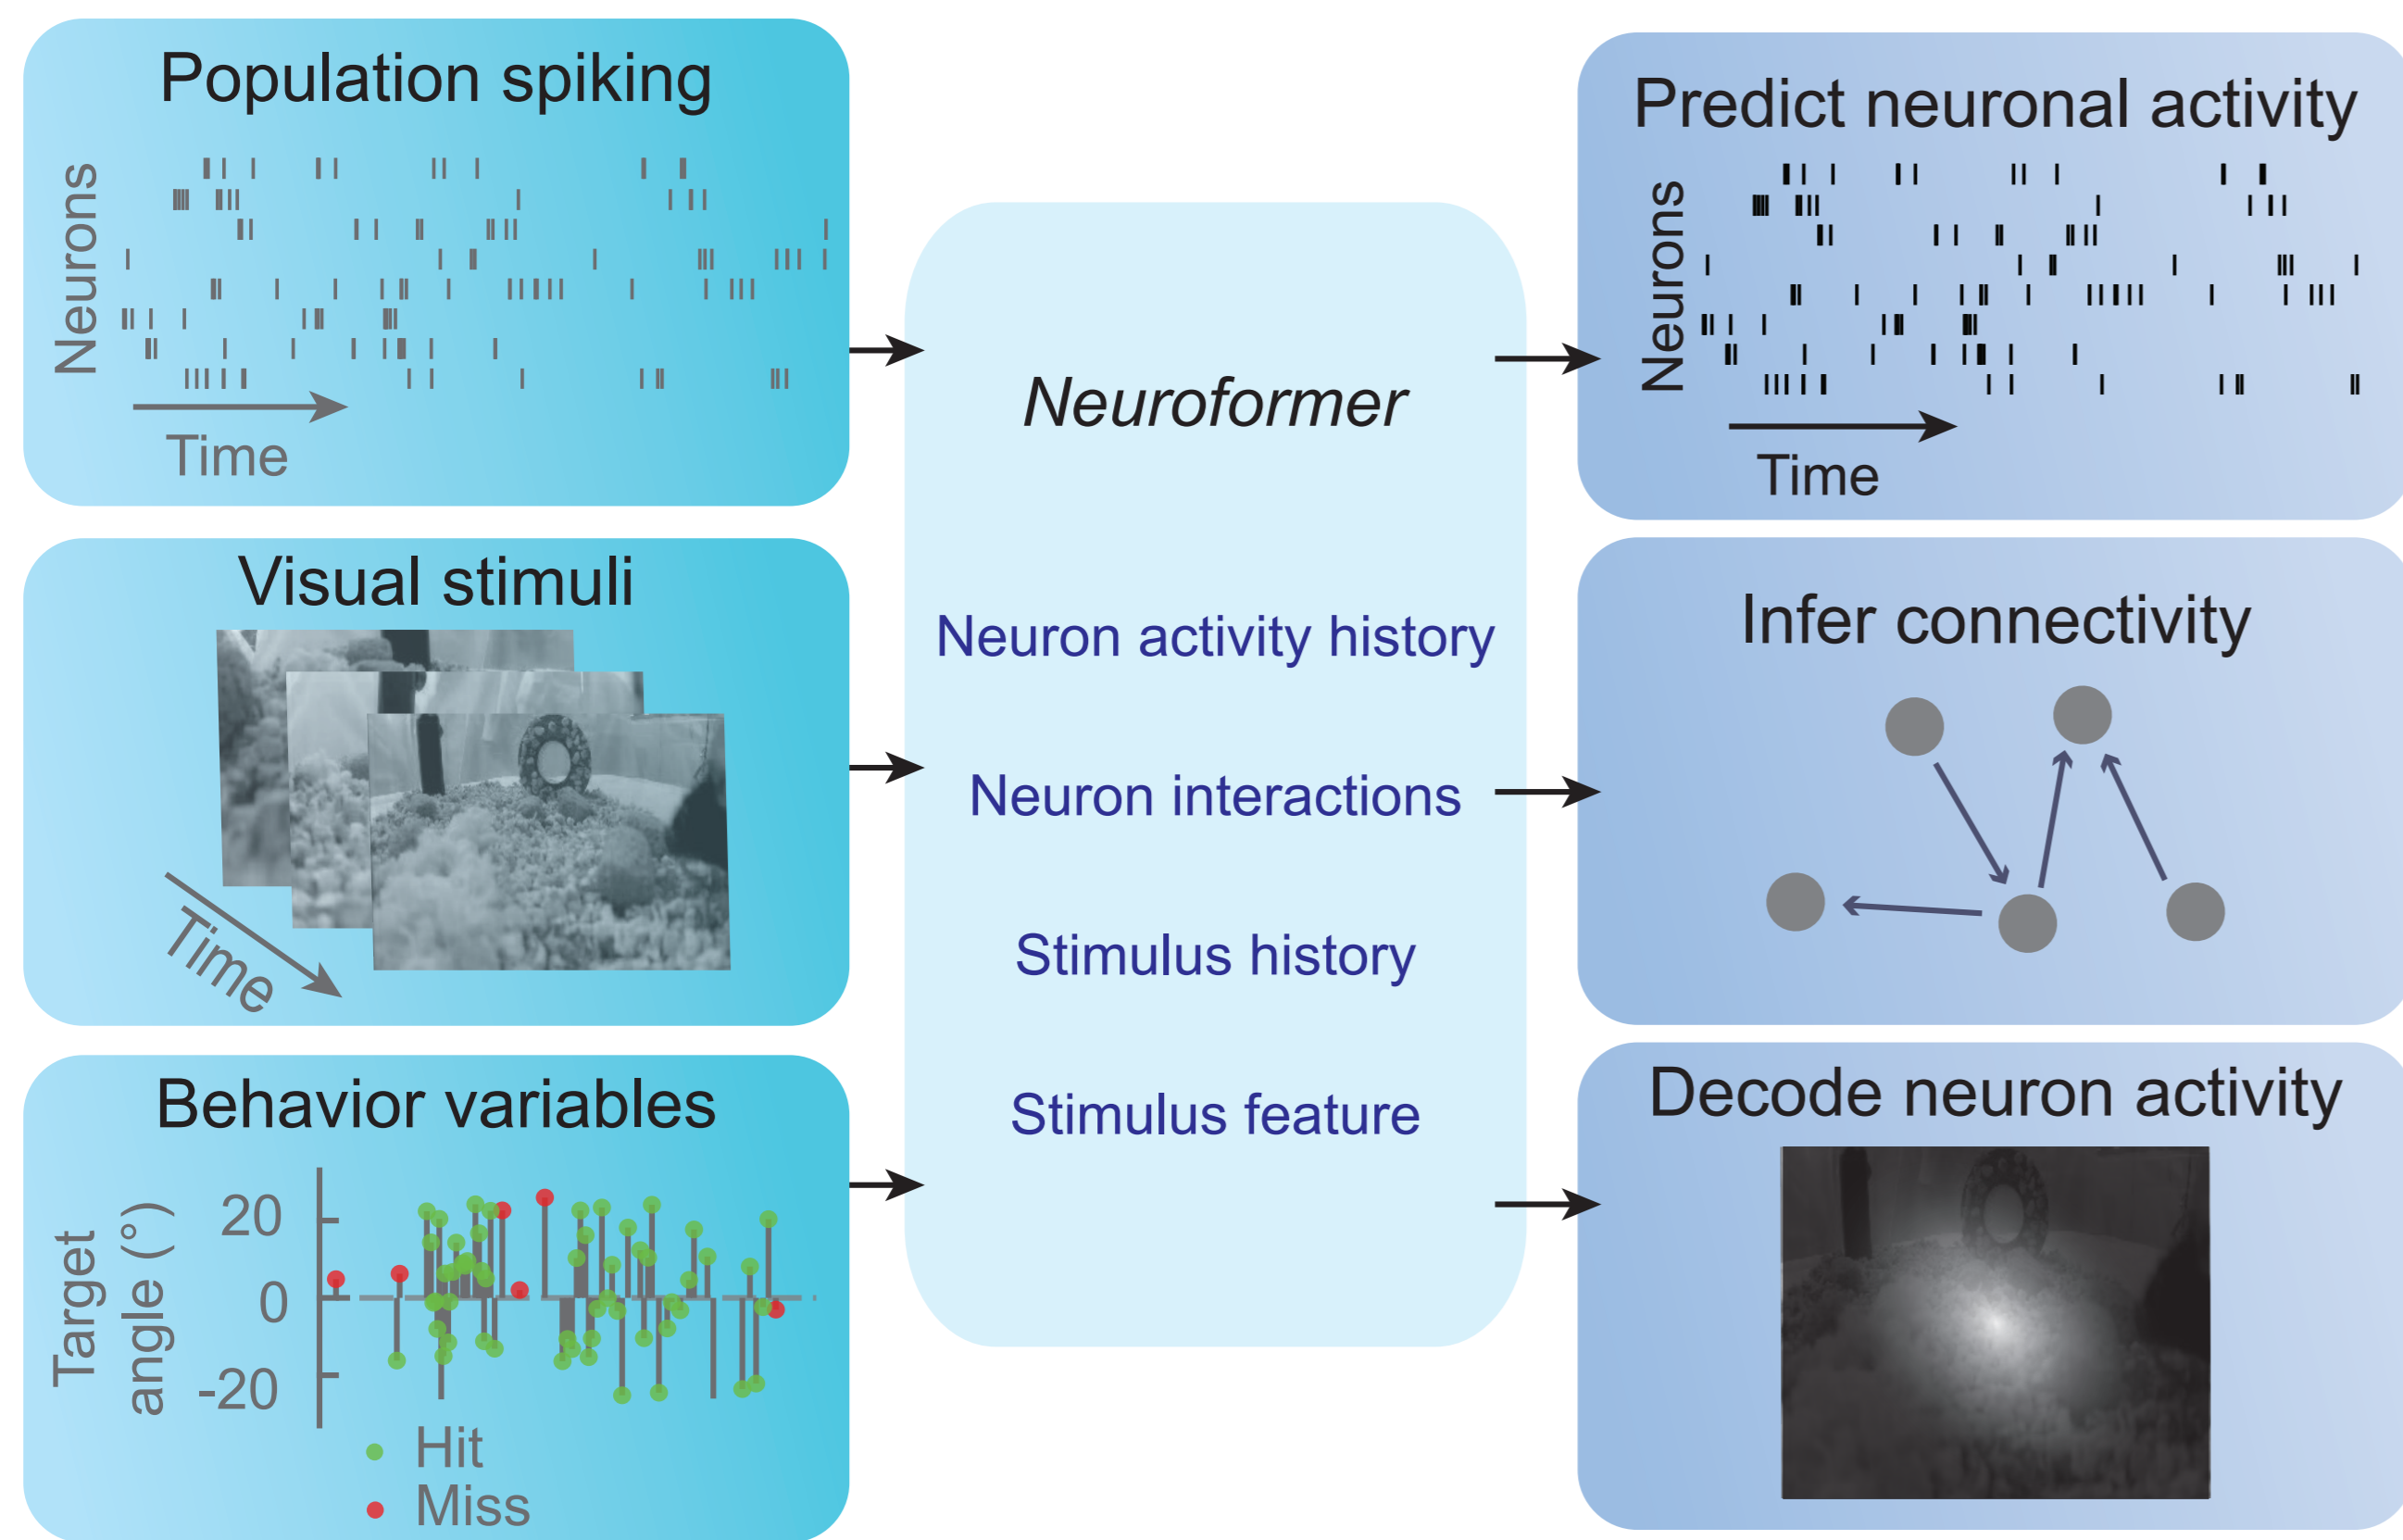 Population spiking
Neurons
Time
Visual stimuli
Time
Behavior variables
Target
angle (°)
20
0
-20
Hit
Miss
Neuroformer
Neuron activity history
Neuron interactions
Stimulus history
Stimulus feature
Predict neuronal activity
Neurons
Time
Infer connectivity
Decode neuron activity